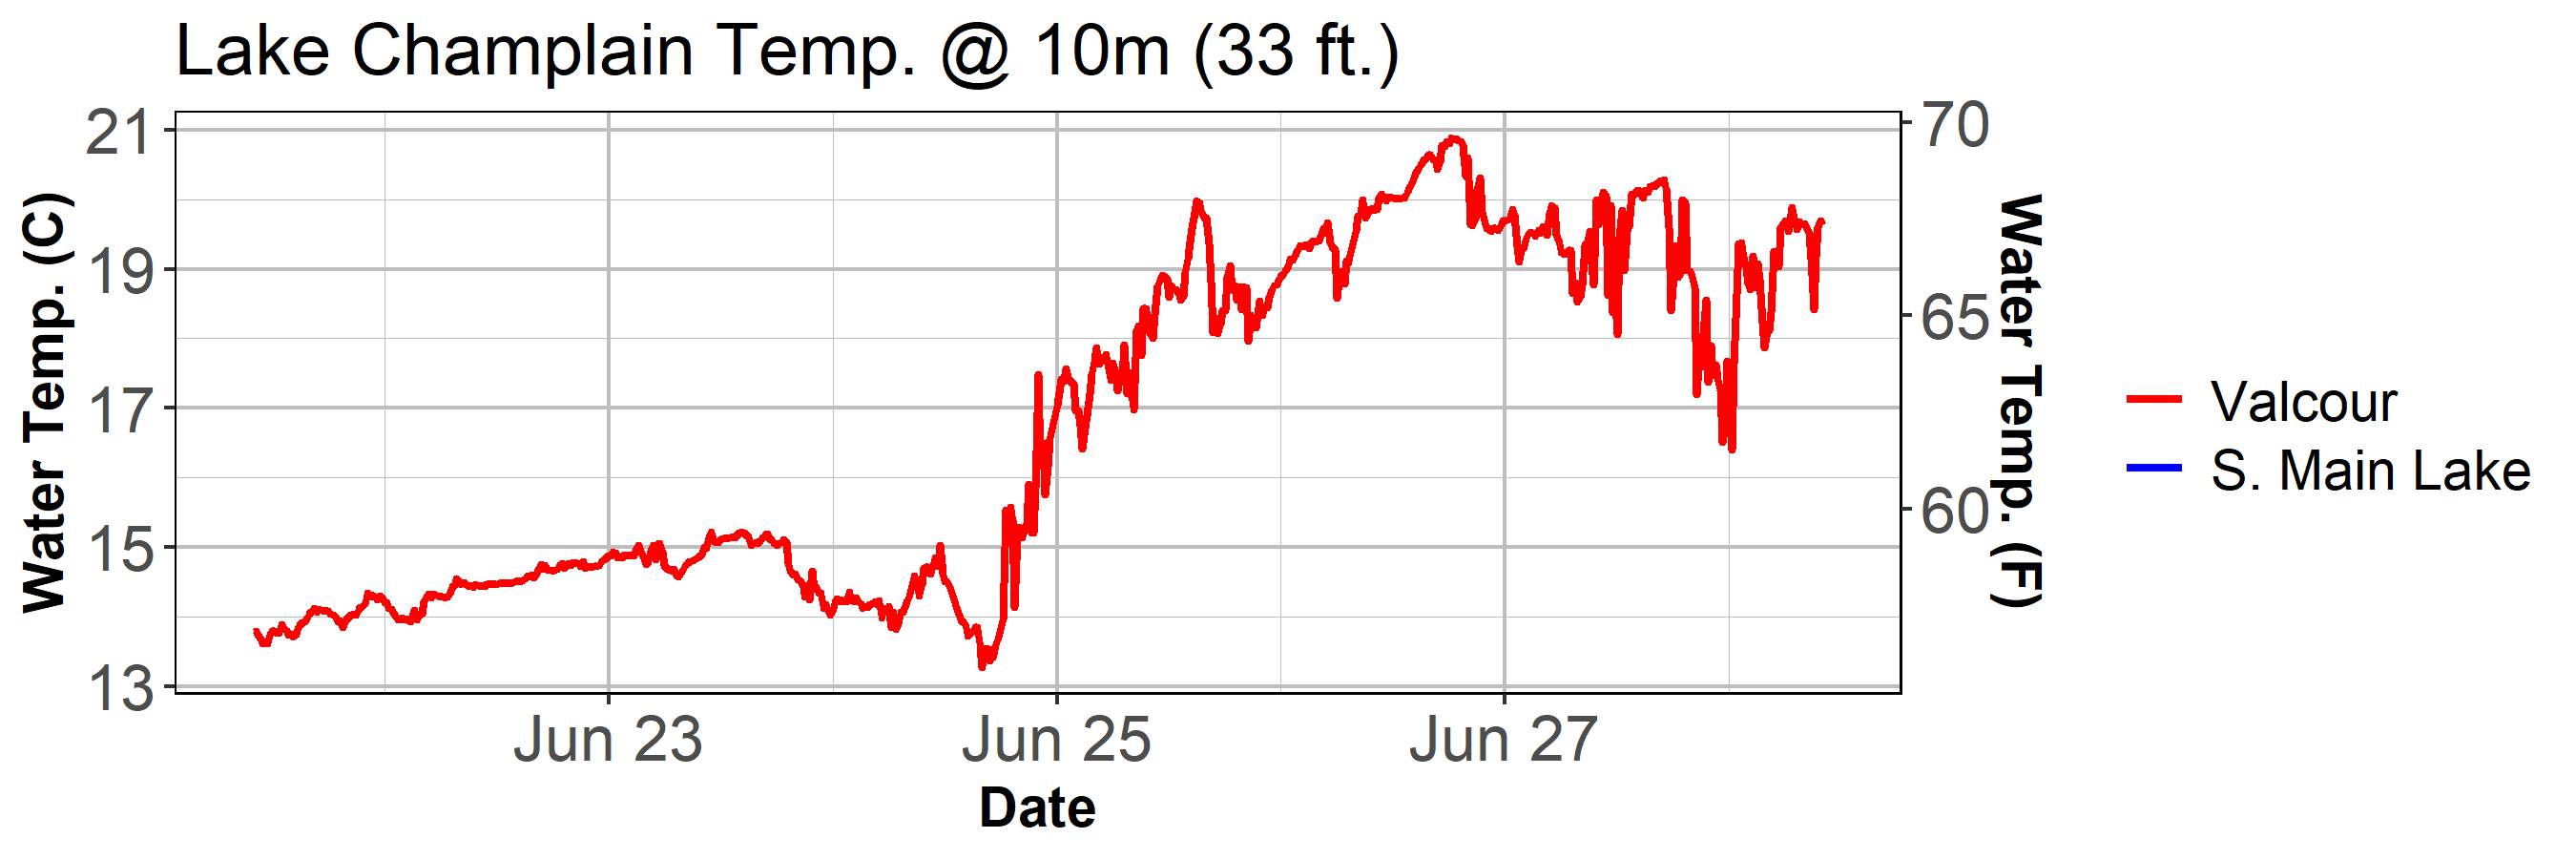 Lake Champlain Temp. @ 10m (33 ft.)
Water Temp. (C)
21
19
17
15
13
70
65
60
Water Temp. (F)
Jun 23
Jun 25
Jun 27
Date
Valcour
S. Main Lake